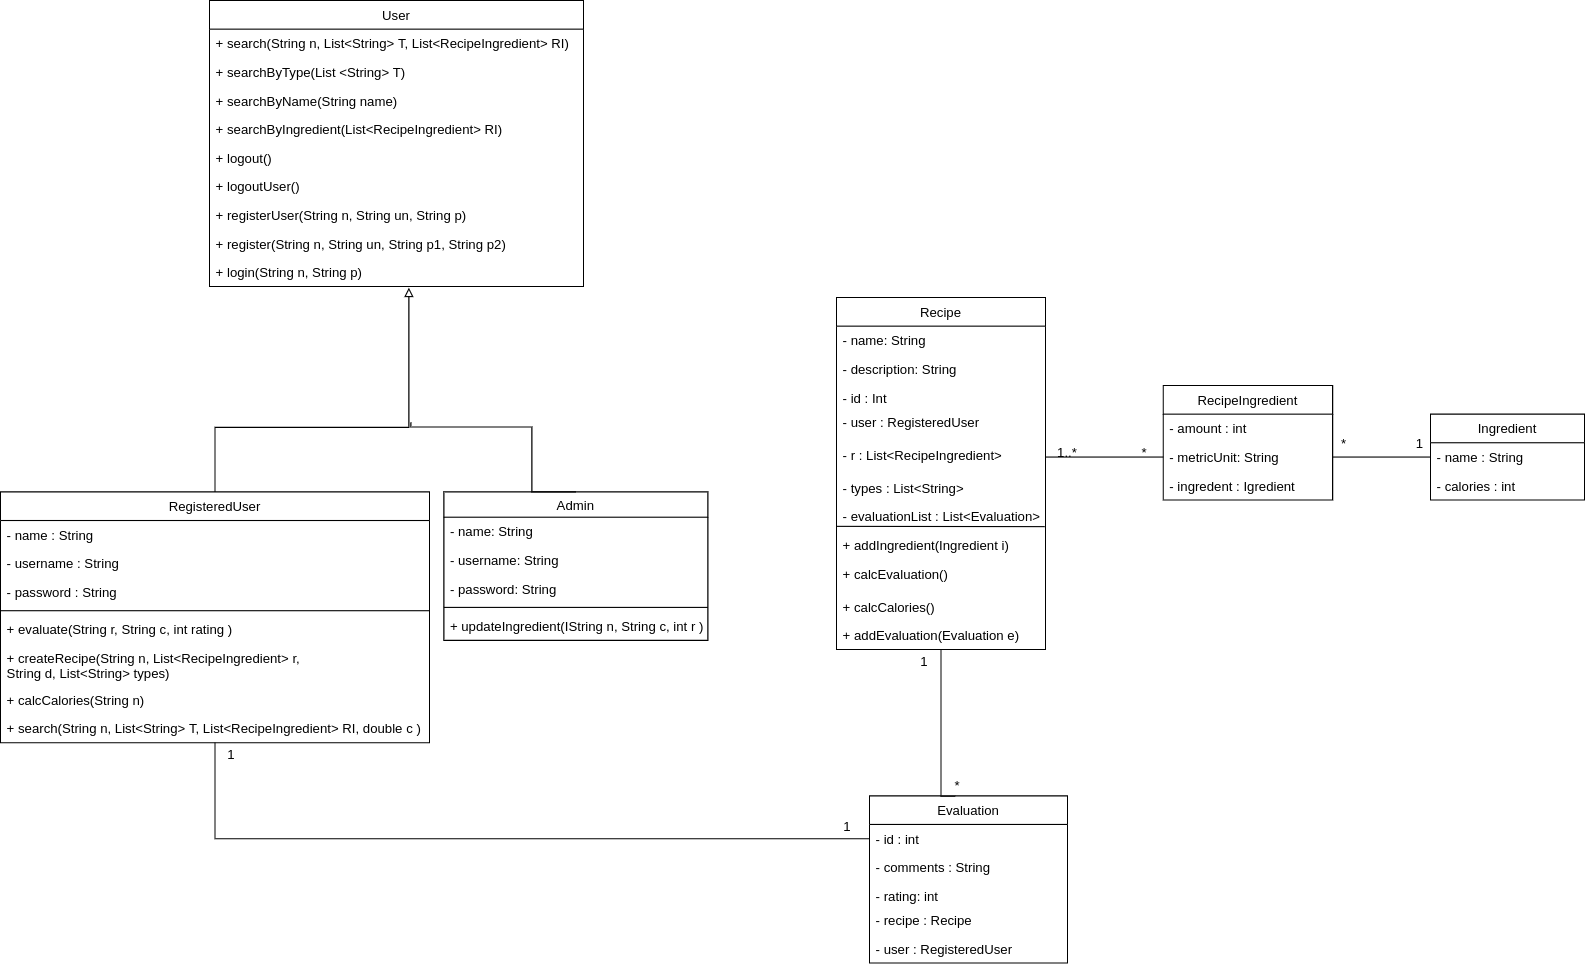 User
+ search(String n, List<String> T, List<RecipeIngredient> RI)
+ searchByType(List <String> T)
+ searchByName(String name)
+ searchByIngredient(List<RecipeIngredient> RI)
+ logout()
+ logoutUser()
+ registerUser(String n, String un, String p)
+ register(String n, String un, String p1, String p2)
+ login(String n, String p)
RegisteredUser
- name : String
- username : String
- password : String
+ evaluate(String r, String c, int rating )
+ createRecipe(String n, List<RecipeIngredient> r,
String d, List<String> types)
+ calcCalories(String n)
+ search(String n, List<String> T, List<RecipeIngredient> RI, double c )
1
1
Admin
- name: String
- username: String
- password: String
+ updateIngredient(IString n, String c, int r )
Recipe
- name: String
- description: String
- id : Int
- user : RegisteredUser
- r : List<RecipeIngredient>
- types : List<String>
- evaluationList : List<Evaluation>
+ addIngredient(Ingredient i)
+ calcEvaluation()
+ calcCalories()
+ addEvaluation(Evaluation e)
1..*
*
RecipeIngredient
- amount : int
- metricUnit: String
- ingredent : Igredient
*
1
Ingredient
- name : String
- calories : int
1
*
Evaluation
- id : int
- comments : String
- rating: int
- recipe : Recipe
- user : RegisteredUser